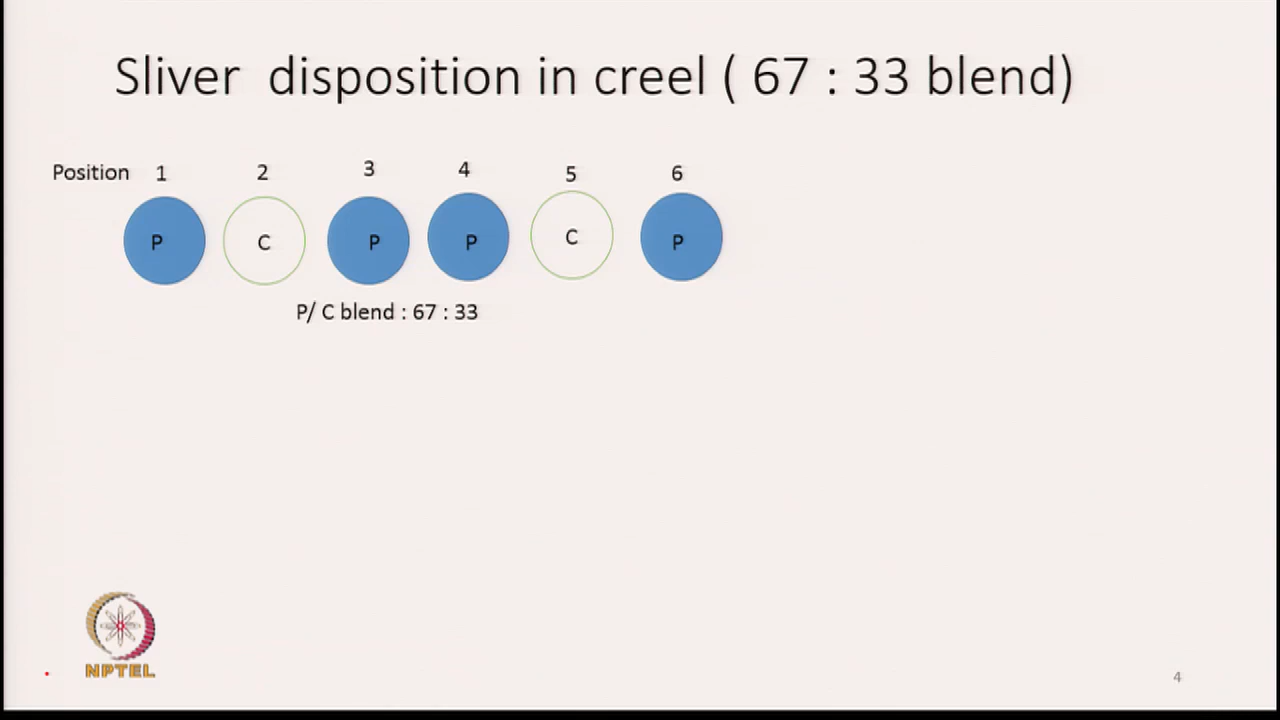 Sliver disposition in creel ( 67 : 33 blend)
Position 1 2 3 4 5 6
P C P P C P
P/ C blend : 67 : 33
NPTEL
4